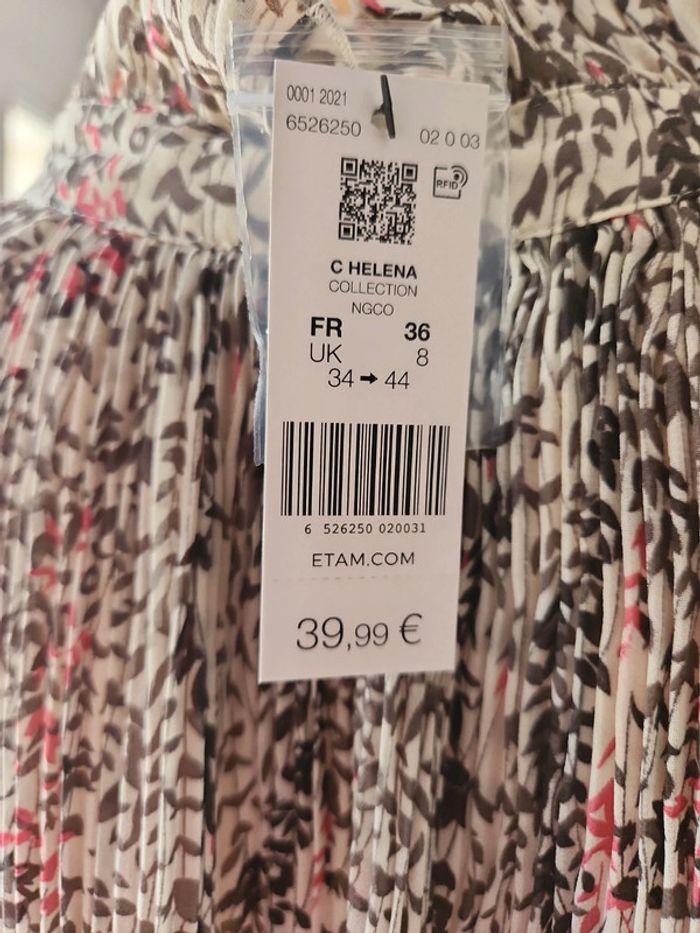 0001 2021
6526250 02 0 03
RFID
C HELENA
COLLECTION
NGCO
FR 36
UK 8
34 → 44
6 526250 020031
ETAM.COM
39,99 €